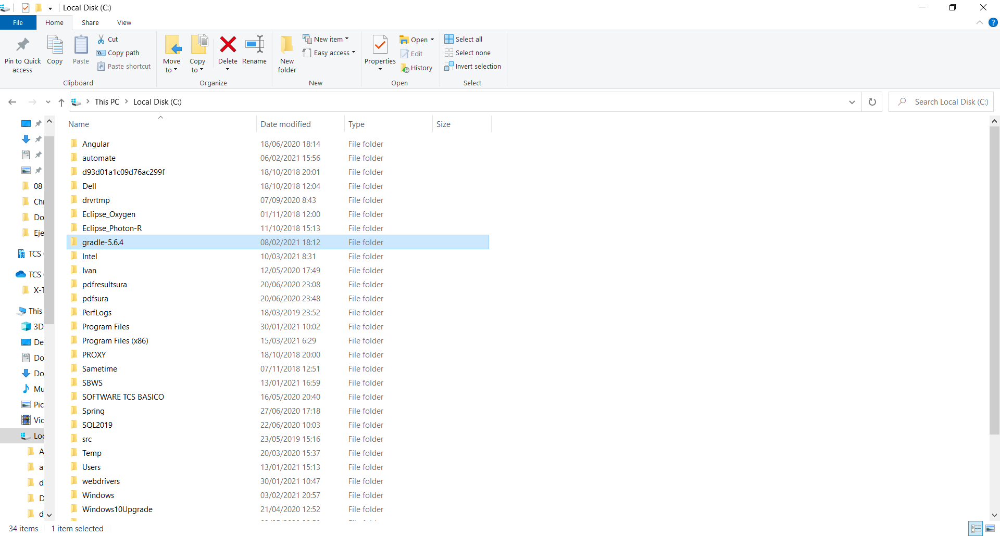 Local Disk (C:)
File Home Share View
Pin to Quick access
Copy
Paste
Cut
Copy path
Paste shortcut
Clipboard
Move to
Copy to
Delete
Rename
Organize
New folder
New item
Easy access
New
Properties
Open
Edit
History
Open
Select all
Select none
Invert selection
Select
This PC Local Disk (C:)
Search Local Disk (C:)
08
Chr
Do
Eje
TCS
TCS
X-T
This
3D
De
Do
Do
Mu
Pic
Vic
Loc
A
a
d
D
d
Name Date modified Type Size
Angular 18/06/2020 18:14 File folder
automate 06/02/2021 15:56 File folder
d93d01a1c09d76ac299f 18/10/2018 20:01 File folder
Dell 18/10/2018 12:04 File folder
drvrtmp 07/09/2020 8:43 File folder
Eclipse_Oxygen 01/11/2018 12:00 File folder
Eclipse_Photon-R 11/10/2018 15:13 File folder
gradle-5.6.4 08/02/2021 18:12 File folder
Intel 10/03/2021 8:31 File folder
Ivan 12/05/2020 17:49 File folder
pdfresultsura 20/06/2020 23:08 File folder
pdfsura 20/06/2020 23:48 File folder
PerfLogs 18/03/2019 23:52 File folder
Program Files 30/01/2021 10:02 File folder
Program Files (x86) 15/03/2021 6:29 File folder
PROXY 18/10/2018 20:00 File folder
Sametime 07/11/2018 12:51 File folder
SBWS 13/01/2021 16:59 File folder
SOFTWARE TCS BASICO 16/05/2020 20:40 File folder
Spring 27/06/2020 17:18 File folder
SQL2019 22/06/2020 10:03 File folder
src 23/05/2019 15:16 File folder
Temp 20/03/2020 15:37 File folder
Users 13/01/2021 15:13 File folder
webdrivers 30/01/2021 10:47 File folder
Windows 03/02/2021 20:57 File folder
Windows10Upgrade 21/04/2020 12:52 File folder
34 items 1 item selected